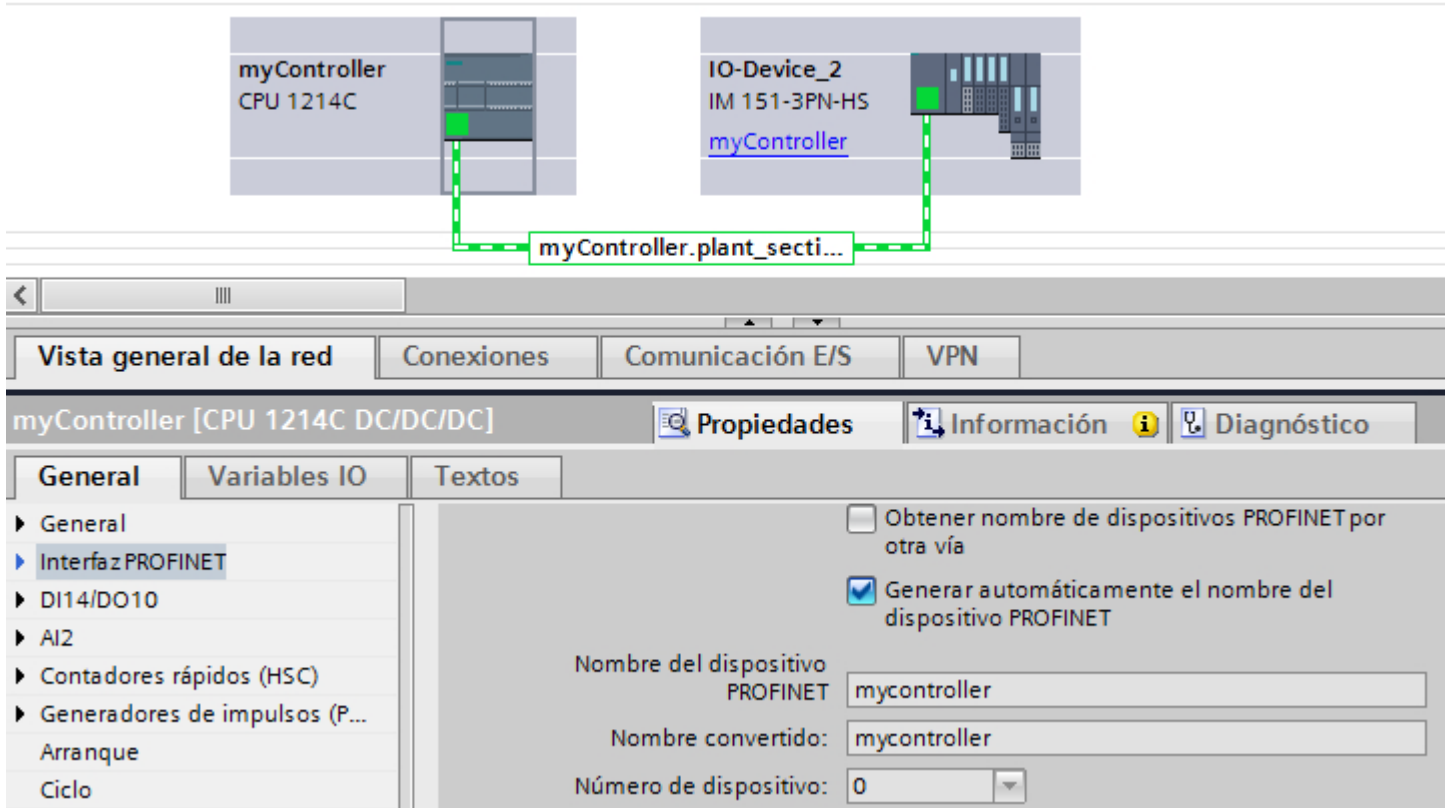 myController
CPU 1214C
IO-Device_2
IM 151-3PN-HS
myController
myController.plant_secti...
Vista general de la red
Conexiones
Comunicación E/S
VPN
myController [CPU 1214C DC/DC/DC]
Propiedades
Información
Diagnóstico
General
Variables IO
Textos
General
Interfaz PROFINET
DI14/DO10
AI2
Contadores rápidos (HSC)
Generadores de impulsos (P...
Arranque
Ciclo
Obtener nombre de dispositivos PROFINET por
otra vía
Generar automáticamente el nombre del
dispositivo PROFINET
Nombre del dispositivo
PROFINET
mycontroller
Nombre convertido:
mycontroller
Número de dispositivo:
0